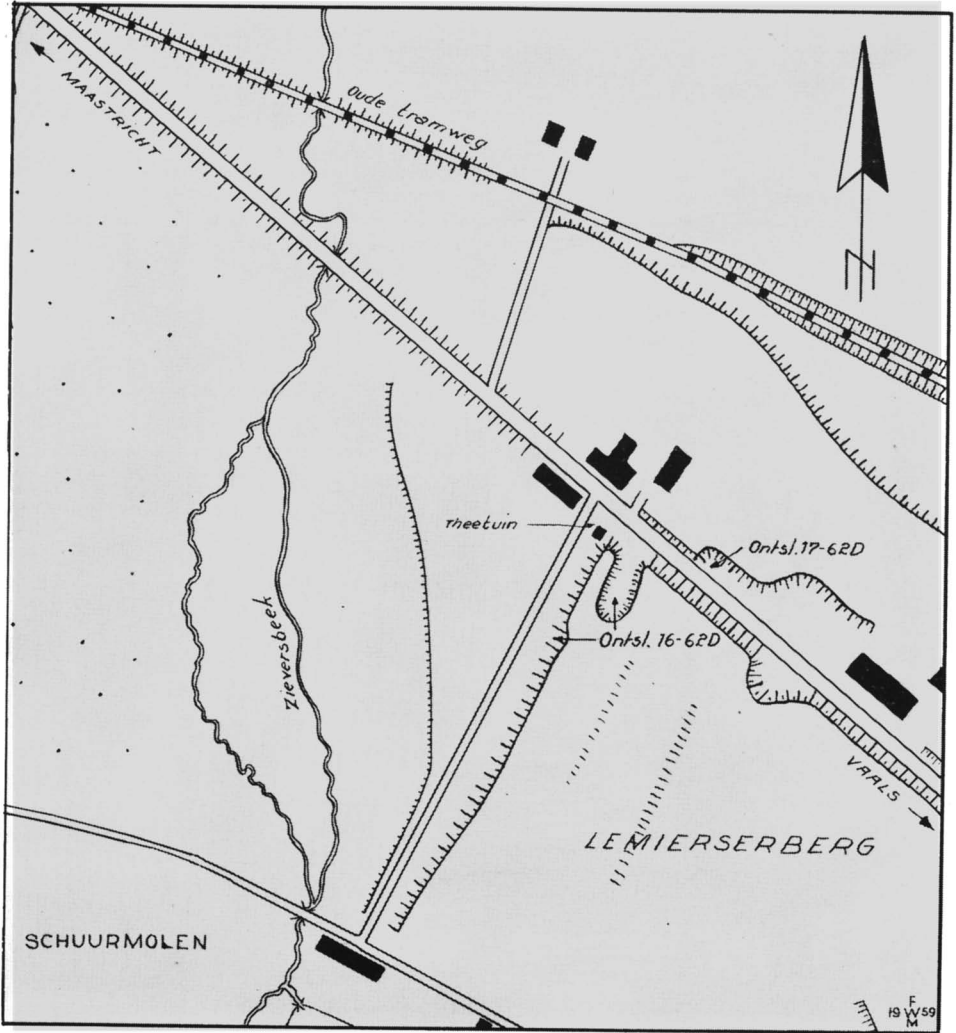 Oude tramweg
MAASTRICHT
N
Theetuin
Ontsl. 17-62D
Ontsl. 16-62D
Zieversbeek
VAALS
LEMIERSERBERG
SCHUURMOLEN
F
19 W 59
M